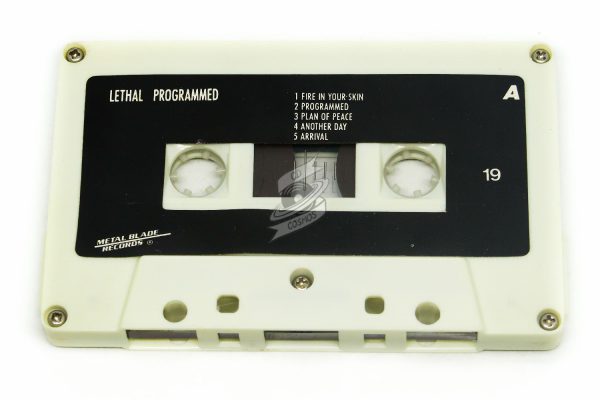 LETHAL PROGRAMMED
1 FIRE IN YOUR SKIN
2 PROGRAMMED
3 PLAN OF PEACE
4 ANOTHER DAY
5 ARRIVAL
A
19
METAL BLADE
RECORDS ®
DJ
COSMOS